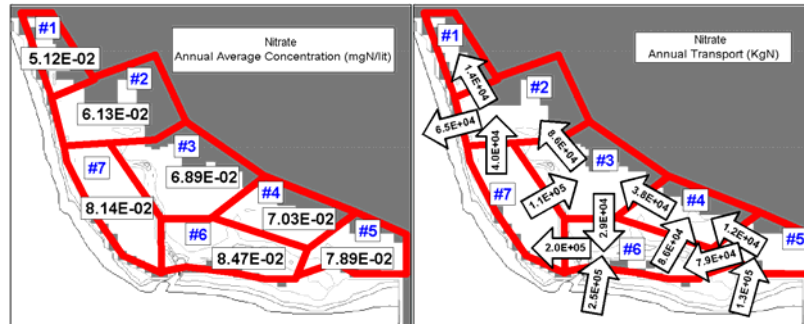 Nitrate
Annual Average Concentration (mgN/lit)
#1
5.12E-02
#2
6.13E-02
#3
6.89E-02
#4
7.03E-02
#5
7.89E-02
#6
8.47E-02
#7
8.14E-02
Nitrate
Annual Transport (KgN)
#1
1.4E+04
#2
6.5E+04
4.0E+04
8.6E+04
#3
#7
1.1E+05
3.8E+04
#4
2.9E+04
1.2E+04
#5
2.0E+05
#6
8.6E+04
7.9E+04
2.5E+05
1.3E+05